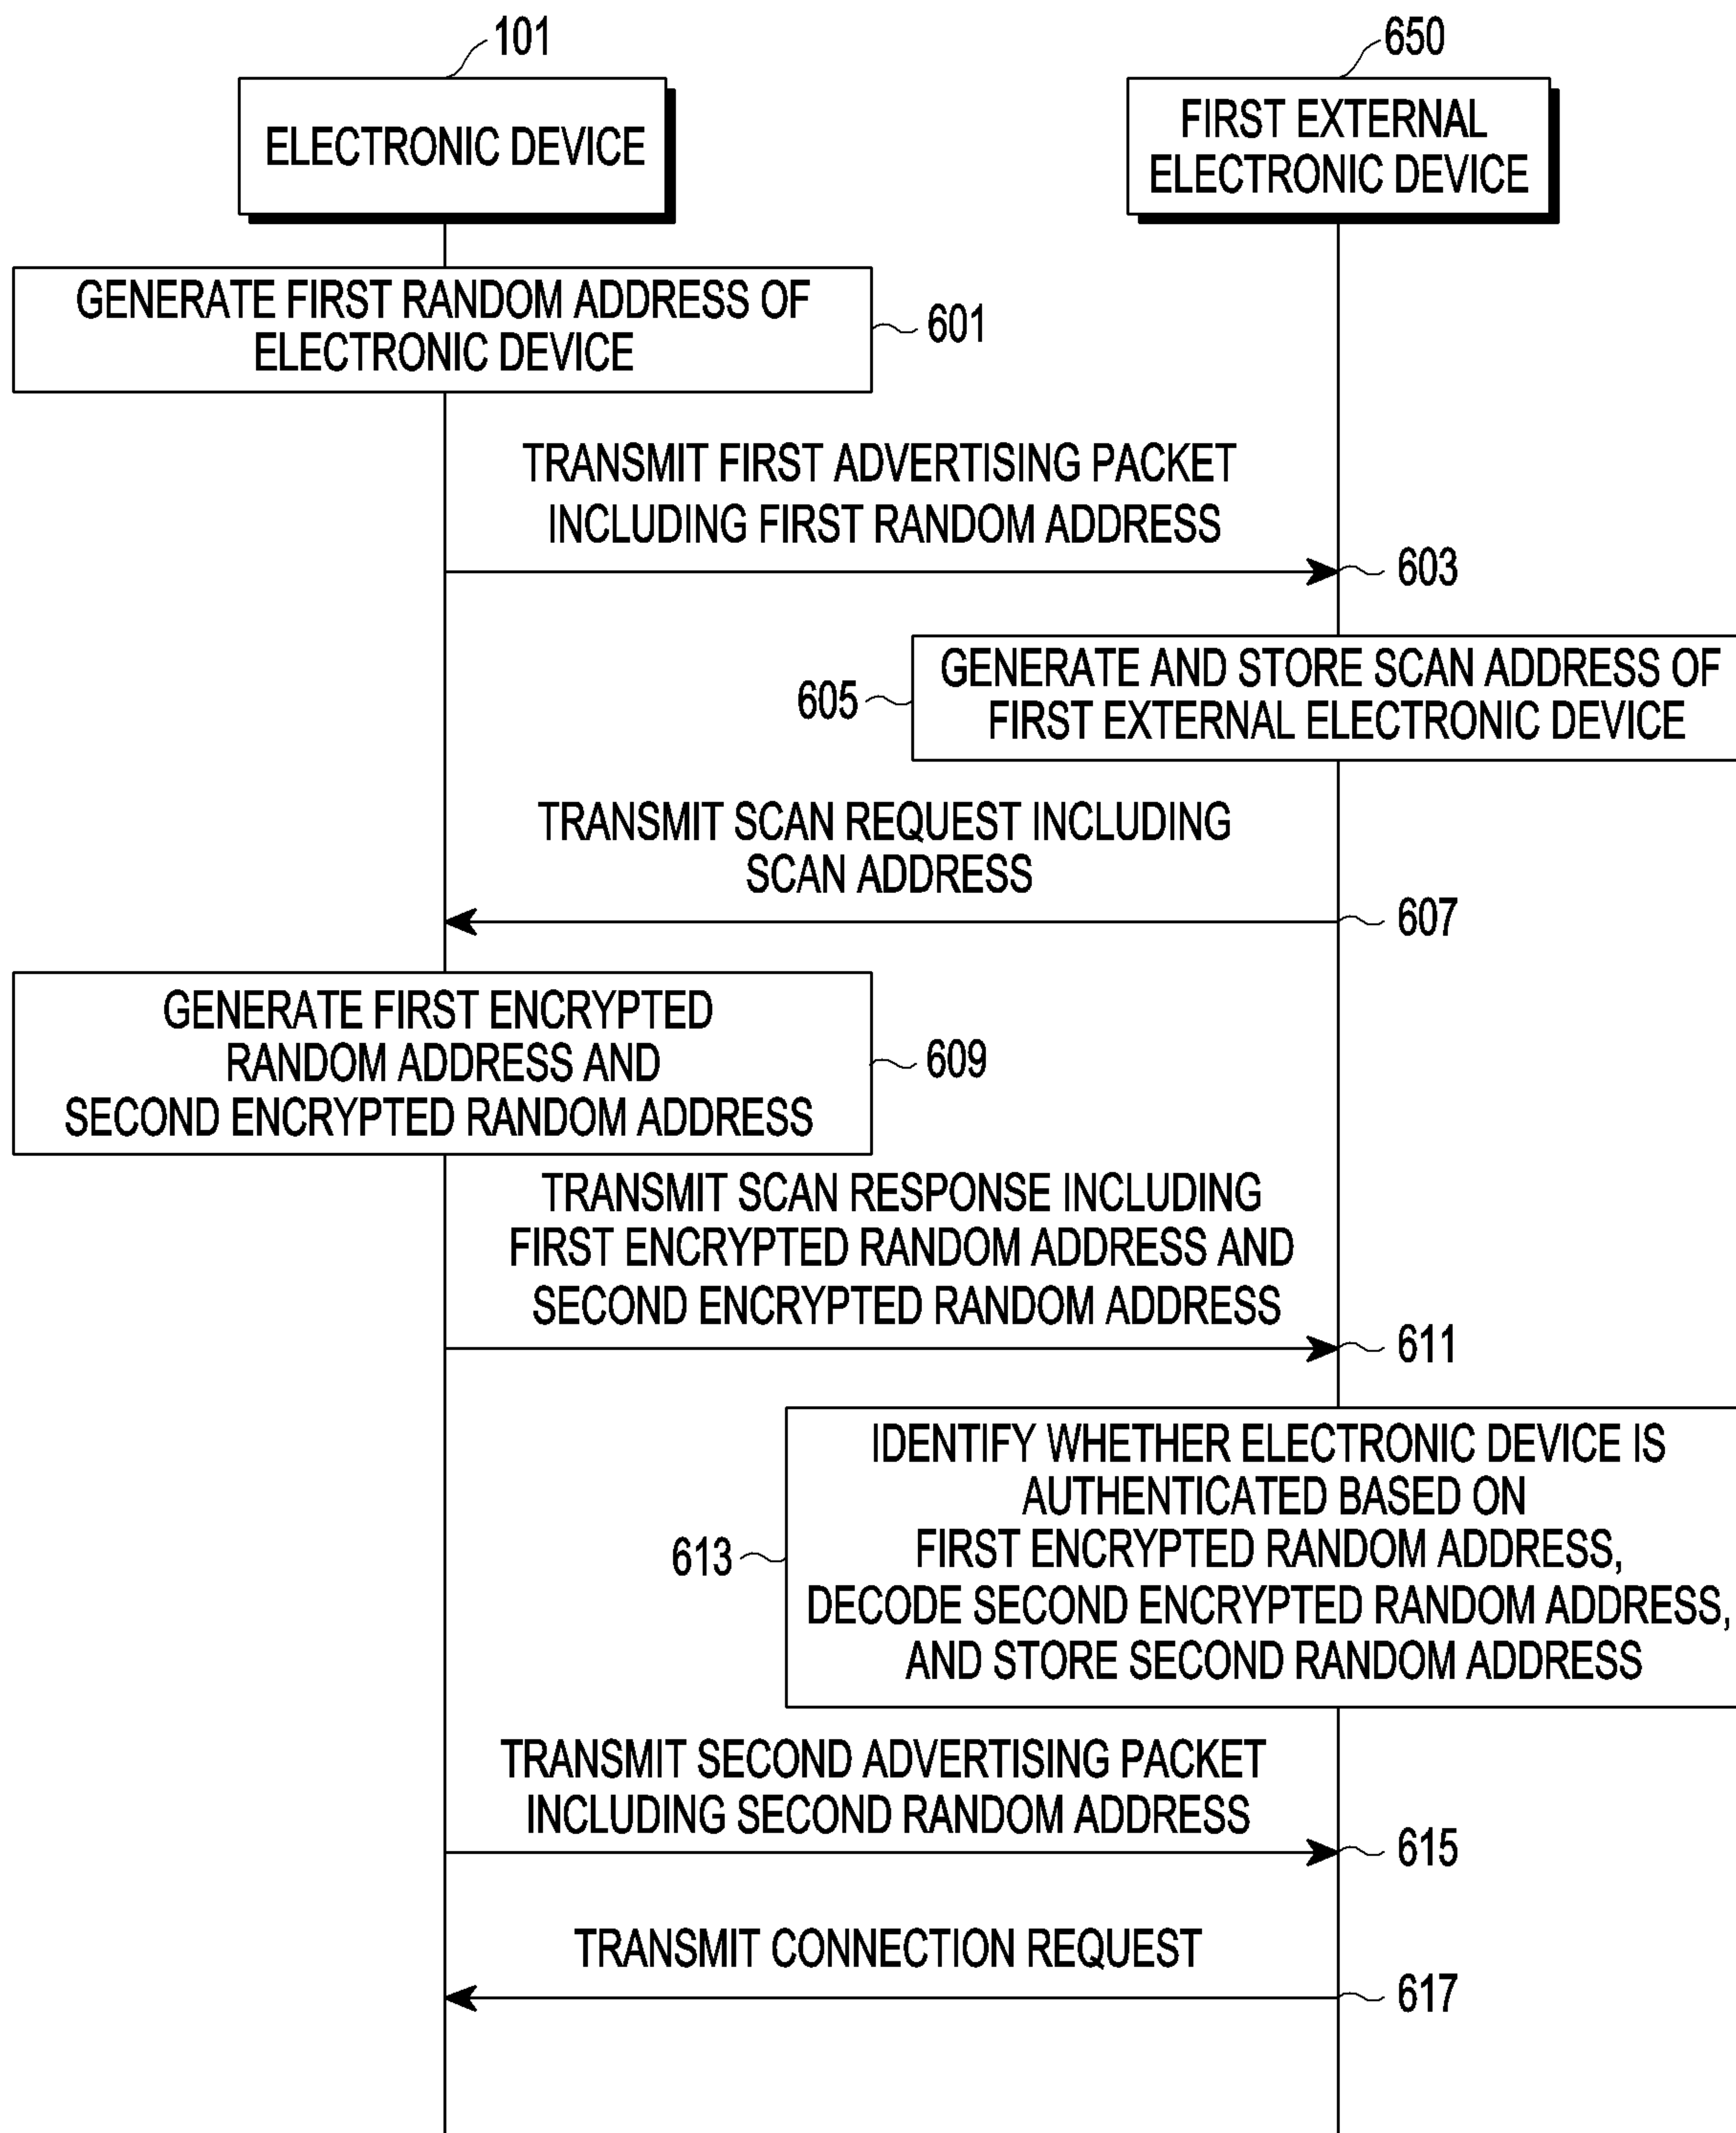 101
650
ELECTRONIC DEVICE
FIRST EXTERNAL
ELECTRONIC DEVICE
GENERATE FIRST RANDOM ADDRESS OF
ELECTRONIC DEVICE
601
TRANSMIT FIRST ADVERTISING PACKET
INCLUDING FIRST RANDOM ADDRESS
603
GENERATE AND STORE SCAN ADDRESS OF
FIRST EXTERNAL ELECTRONIC DEVICE
605
TRANSMIT SCAN REQUEST INCLUDING
SCAN ADDRESS
607
GENERATE FIRST ENCRYPTED
RANDOM ADDRESS AND
SECOND ENCRYPTED RANDOM ADDRESS
609
TRANSMIT SCAN RESPONSE INCLUDING
FIRST ENCRYPTED RANDOM ADDRESS AND
SECOND ENCRYPTED RANDOM ADDRESS
611
IDENTIFY WHETHER ELECTRONIC DEVICE IS
AUTHENTICATED BASED ON
FIRST ENCRYPTED RANDOM ADDRESS,
DECODE SECOND ENCRYPTED RANDOM ADDRESS,
AND STORE SECOND RANDOM ADDRESS
613
TRANSMIT SECOND ADVERTISING PACKET
INCLUDING SECOND RANDOM ADDRESS
615
TRANSMIT CONNECTION REQUEST
617